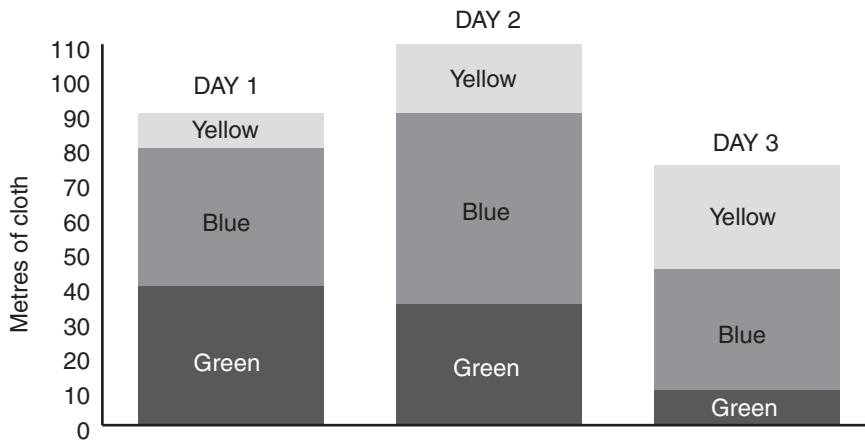 Metres of cloth
110
100
90
80
70
60
50
40
30
20
10
0
DAY 1
Yellow
Blue
Green
DAY 2
Yellow
Blue
Green
DAY 3
Yellow
Blue
Green